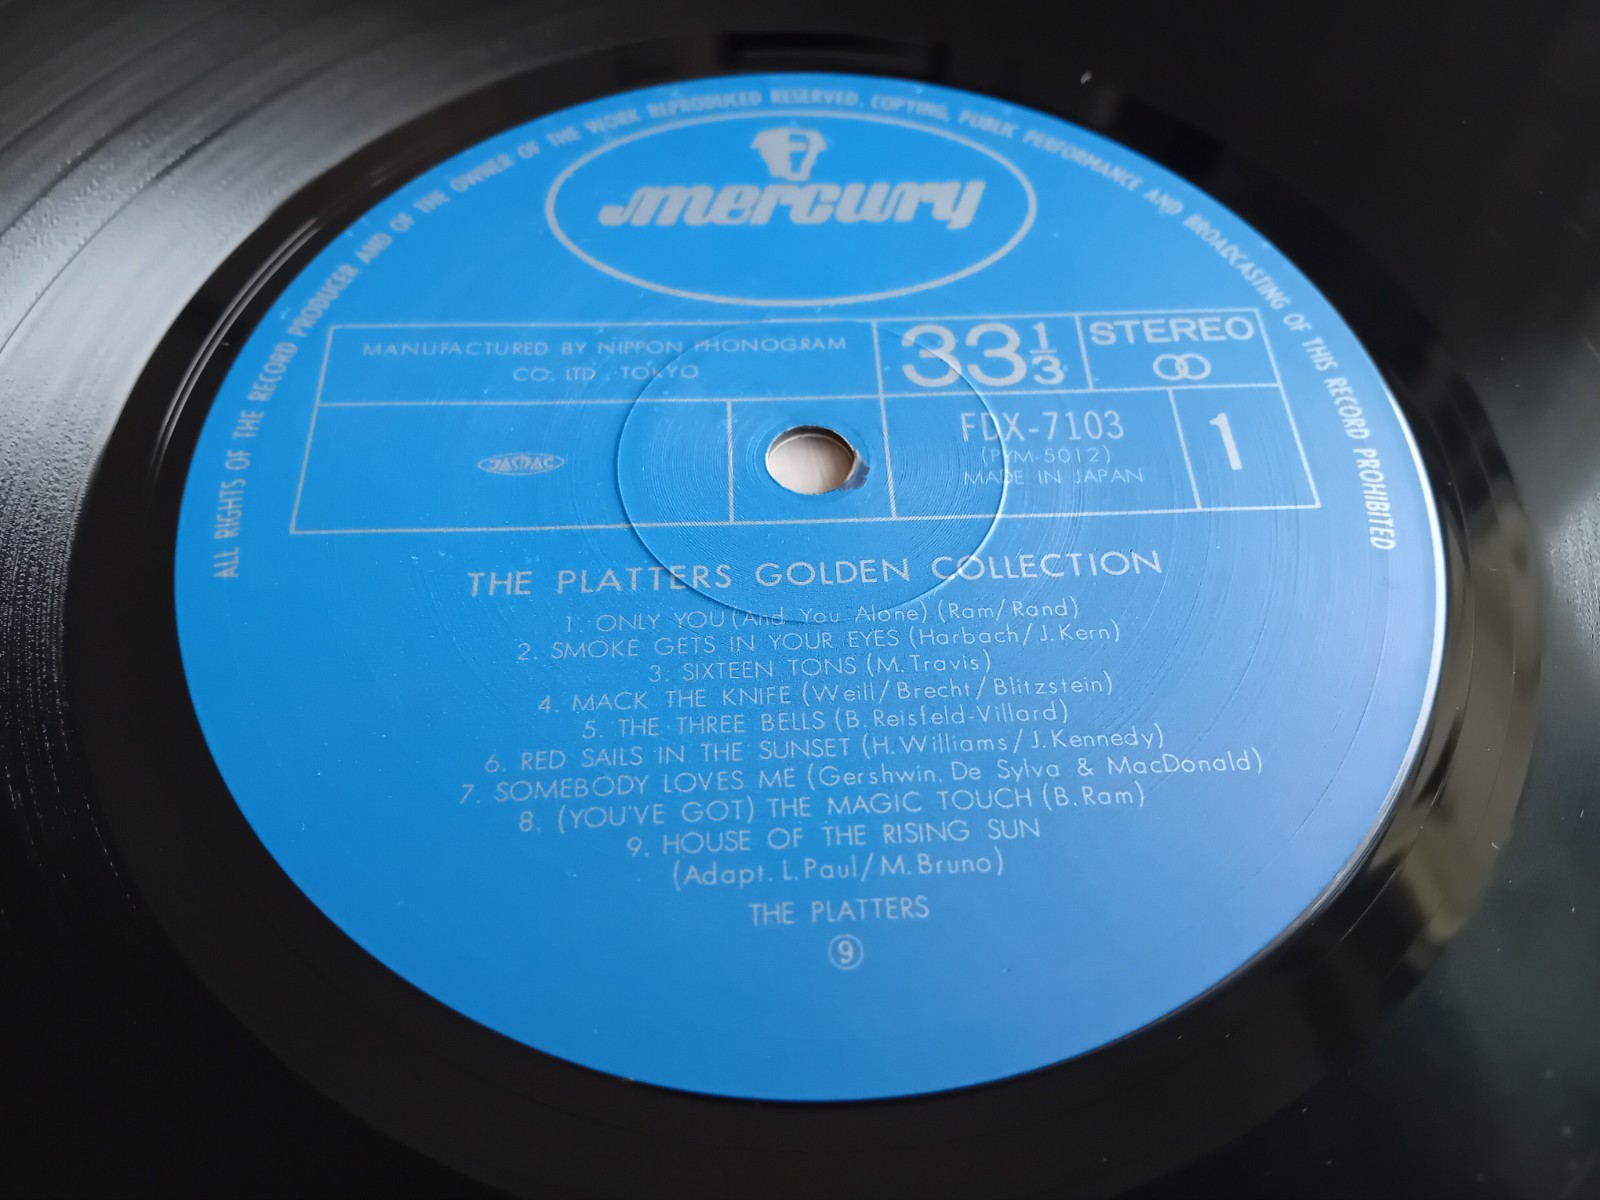 ALL RIGHTS OF THE RECORD PRODUCER AND OF THE OWNER OF THE WORK REPRODUCED RESERVED. COPYING, PUBLIC PERFORMANCE AND BROADCASTING OF THIS RECORD PROHIBITED
mercury
MANUFACTURED BY NIPPON PHONOGRAM
CO. LTD., TOKYO
33 1/3
STEREO
JASRAC
FDX-7103
(PYM-5012)
MADE IN JAPAN
1
THE PLATTERS GOLDEN COLLECTION
1. ONLY YOU (And You Alone) (Ram/Rand)
2. SMOKE GETS IN YOUR EYES (Harbach/J.Kern)
3. SIXTEEN TONS (M.Travis)
4. MACK THE KNIFE (Weill/Brecht/Blitzstein)
5. THE THREE BELLS (B.Reisfeld-Villard)
6. RED SAILS IN THE SUNSET (H.Williams/J.Kennedy)
7. SOMEBODY LOVES ME (Gershwin. De Sylva & MacDonald)
8. (YOU'VE GOT) THE MAGIC TOUCH (B.Ram)
9. HOUSE OF THE RISING SUN
(Adapt. L.Paul/M.Bruno)
THE PLATTERS
9